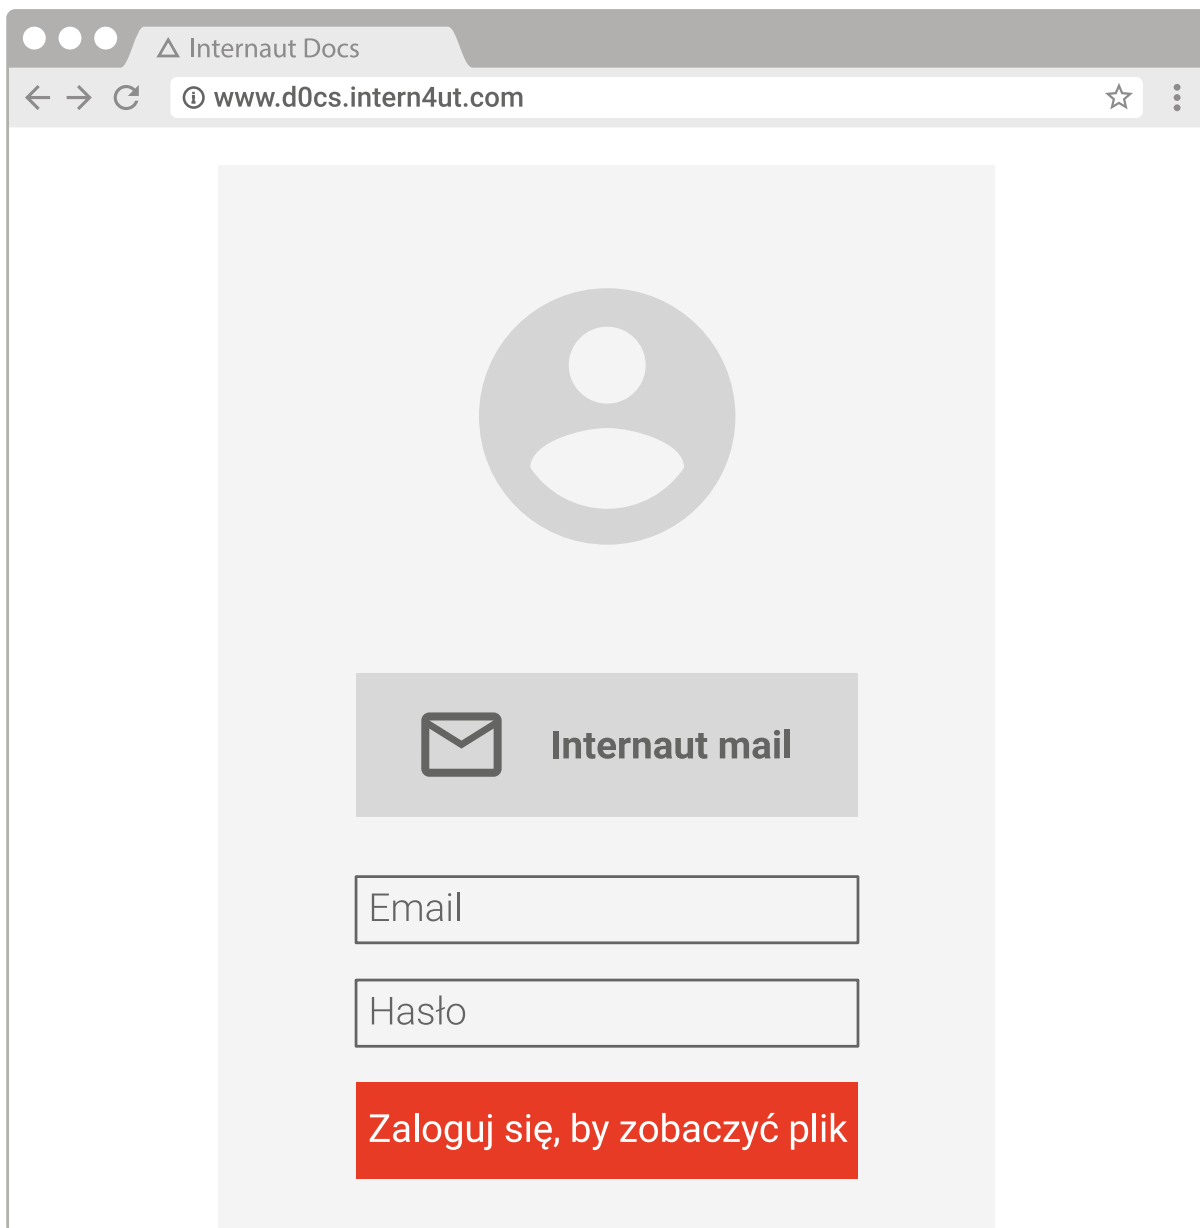 Internaut Docs
www.d0cs.intern4ut.com
Internaut mail
Email
Hasło
Zaloguj się, by zobaczyć plik